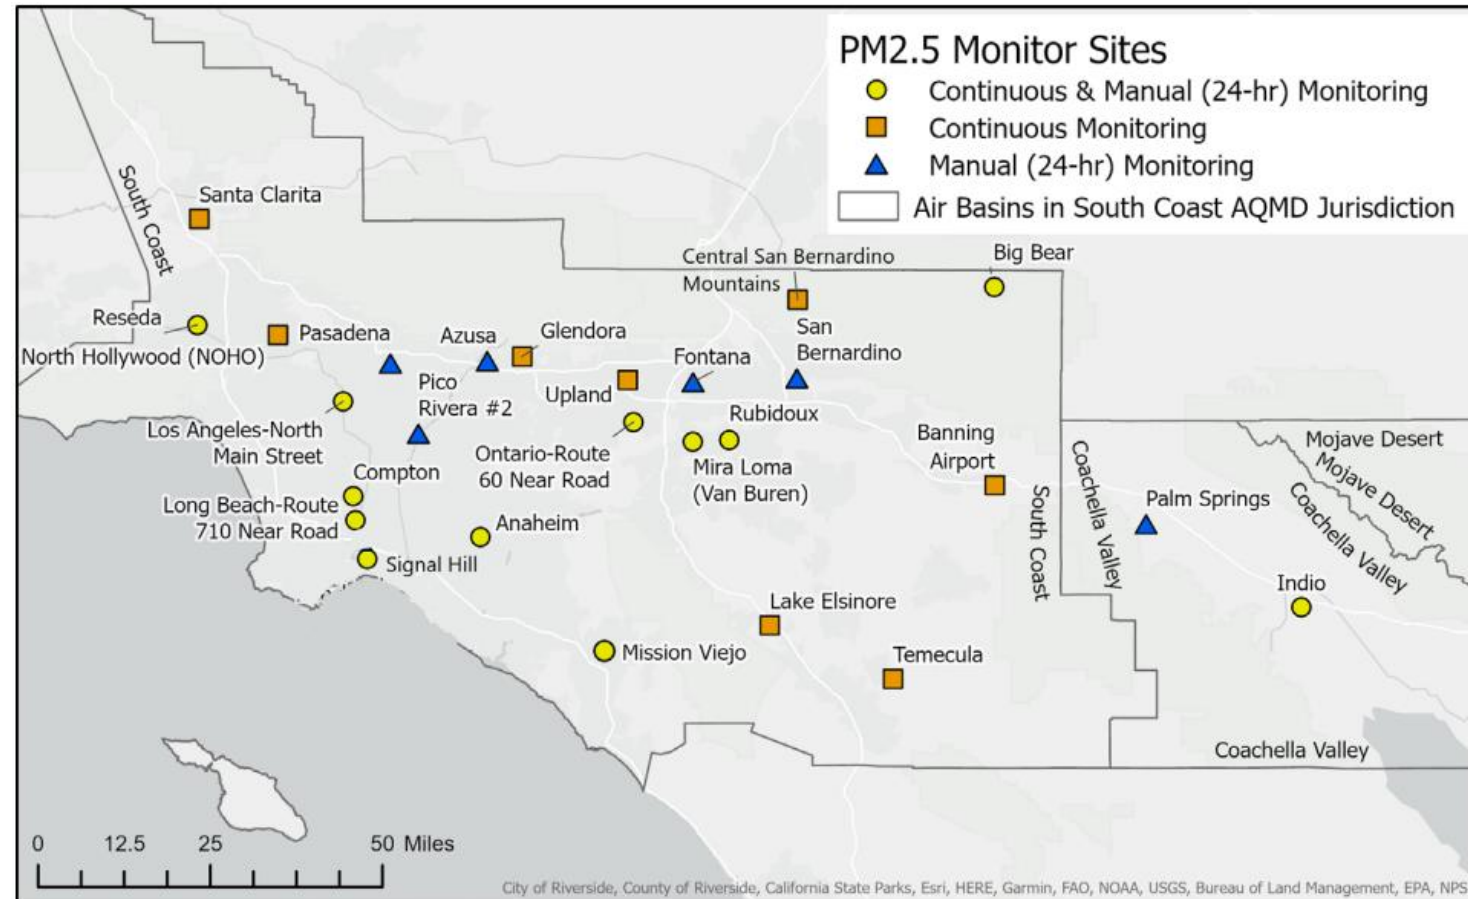 PM2.5 Monitor Sites
Continuous & Manual (24-hr) Monitoring
Continuous Monitoring
Manual (24-hr) Monitoring
Air Basins in South Coast AQMD Jurisdiction
South Coast
Santa Clarita
Central San Bernardino
Mountains
Big Bear
Reseda
North Hollywood (NOHO)
Pasadena
Azusa
Glendora
San
Bernardino
Fontana
Upland
Pico
Rivera #2
Los Angeles-North
Main Street
Rubidoux
Ontario-Route
60 Near Road
Mira Loma
(Van Buren)
Banning
Airport
Compton
Long Beach-Route
710 Near Road
Anaheim
Signal Hill
South Coast
Coachella Valley
Mojave Desert
Mojave Desert
Coachella Valley
Palm Springs
Indio
Lake Elsinore
Mission Viejo
Temecula
Coachella Valley
0 12.5 25 50 Miles
City of Riverside, County of Riverside, California State Parks, Esri, HERE, Garmin, FAO, NOAA, USGS, Bureau of Land Management, EPA, NPS